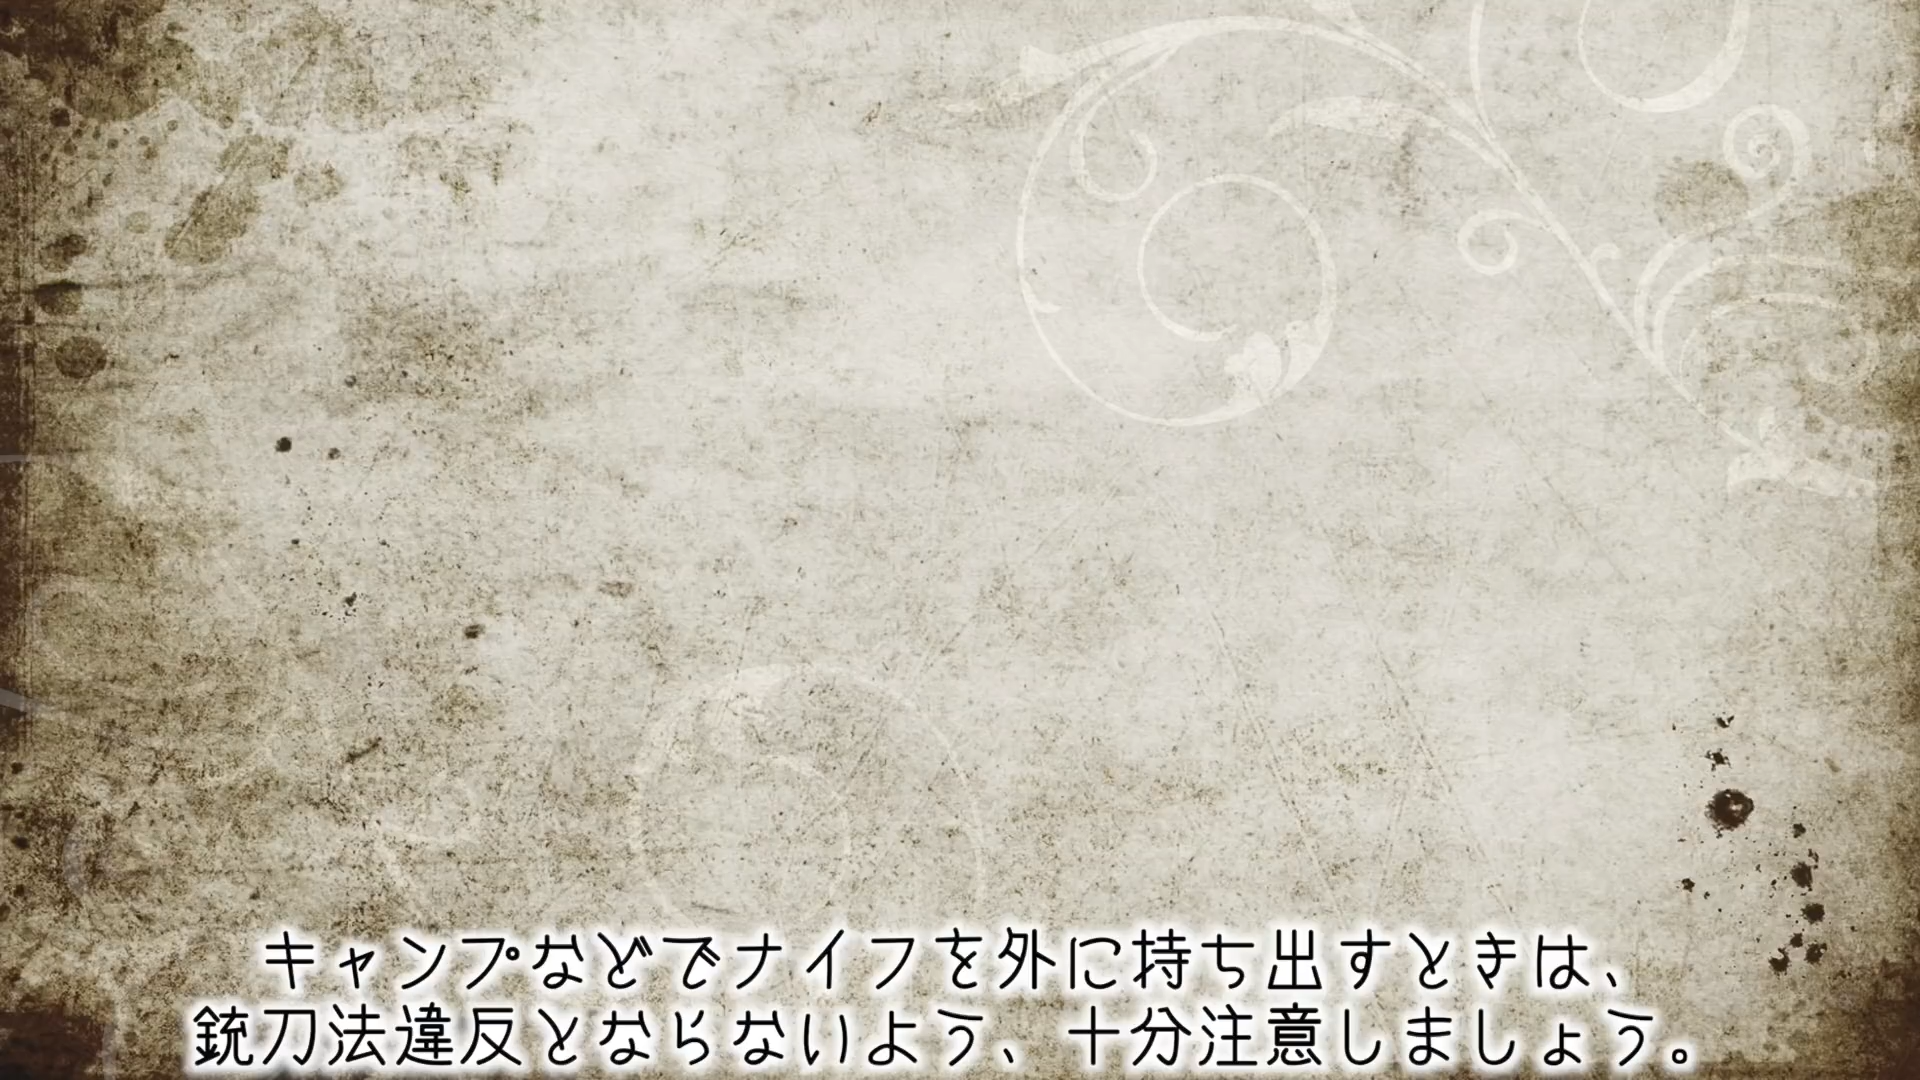 キャンプなどでナイフを外に持ち出すときは、
銃刀法違反とならないよう、十分注意しましょう。